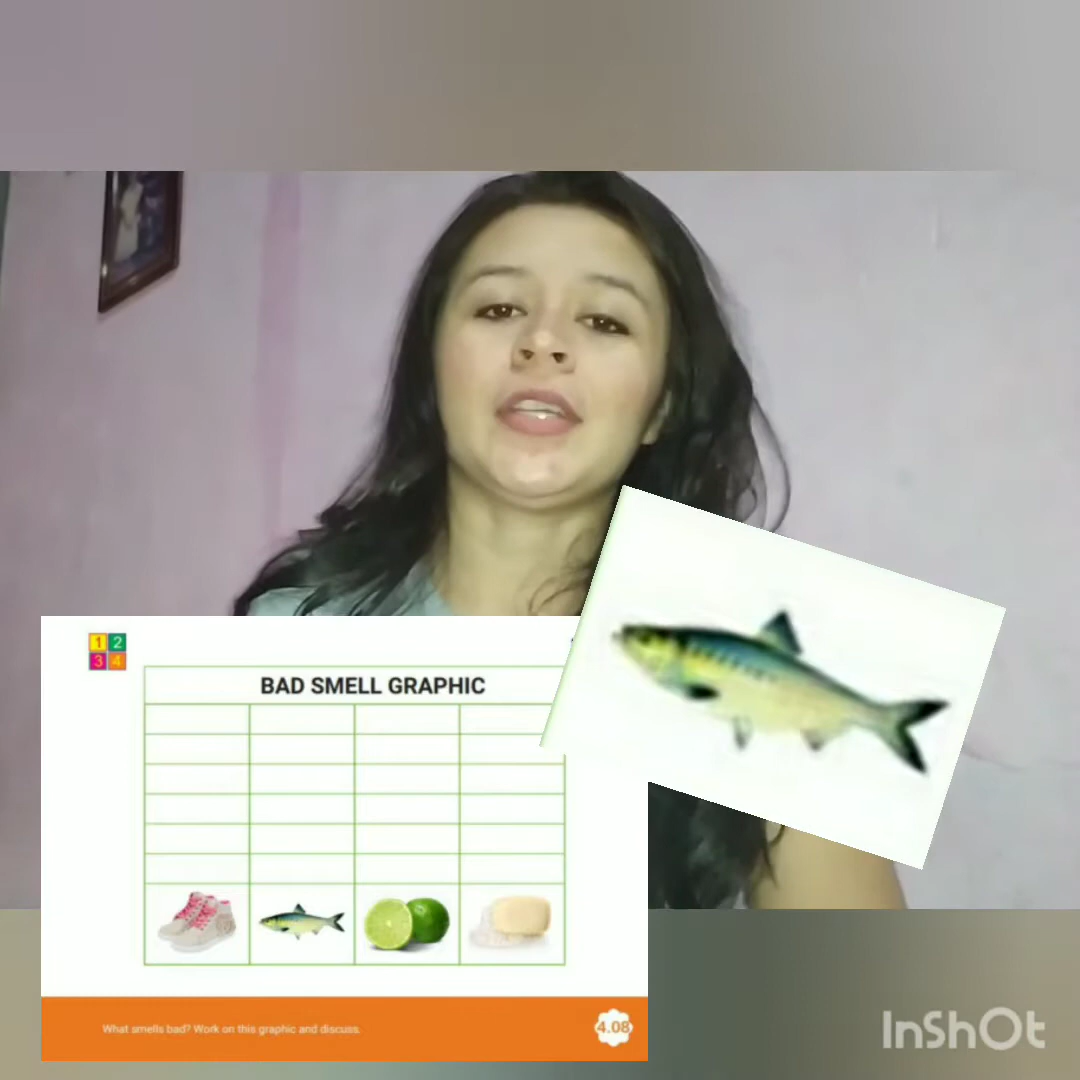 1 2
3 4
BAD SMELL GRAPHIC
What smells bad? Work on this graphic and discuss.
4.08
InShOt